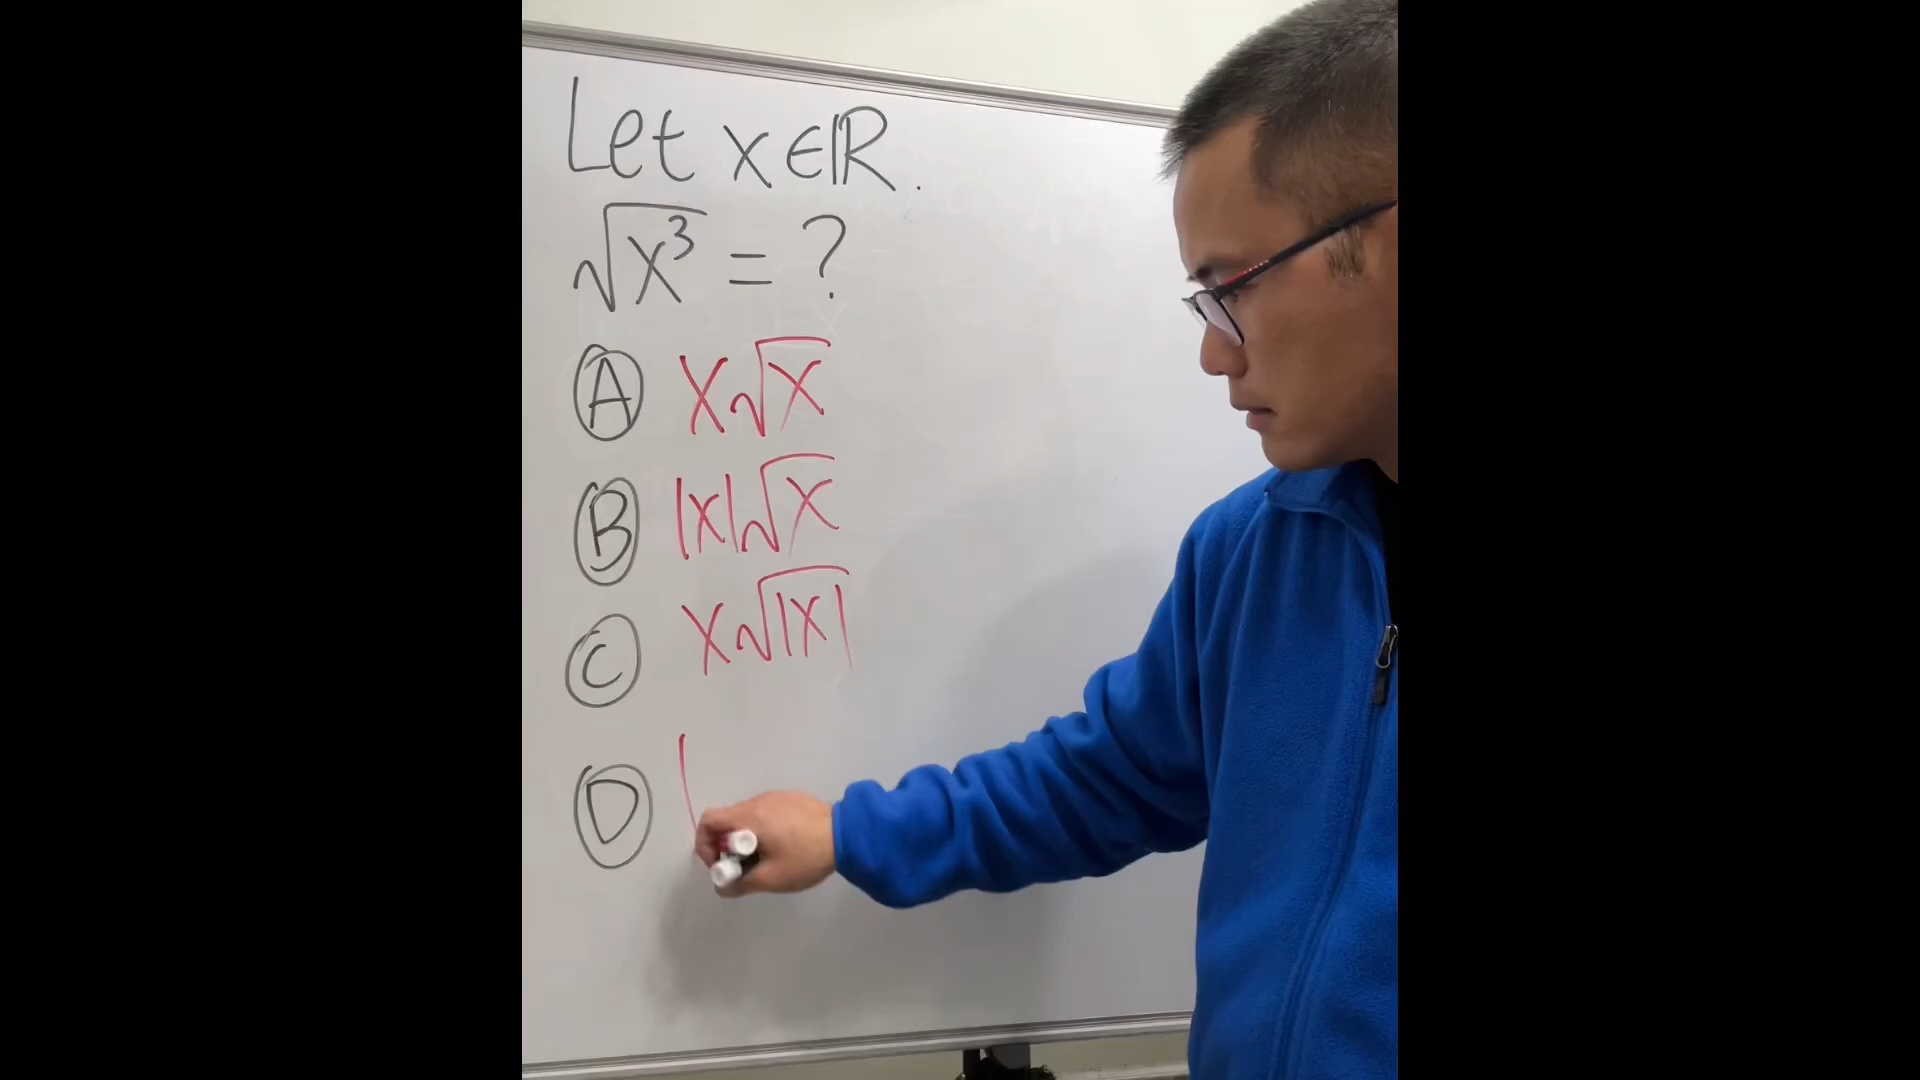 Let x∈ℝ.
√x³ = ?
Ⓐ x√x
Ⓑ |x|√x
Ⓒ x√|x|
Ⓓ |